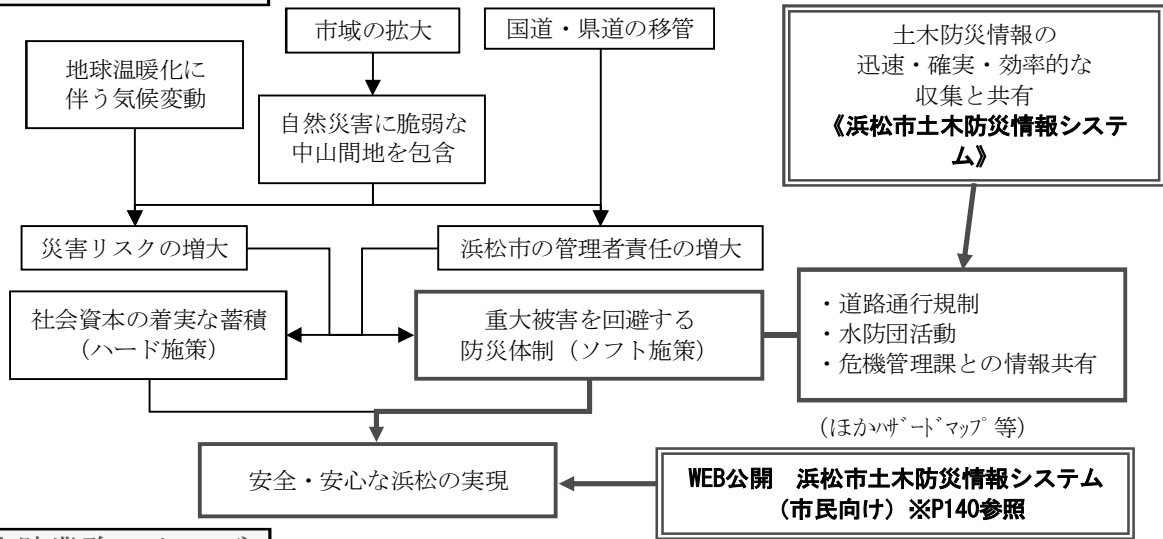 市域の拡大
国道・県道の移管
土木防災情報の
迅速・確実・効率的な
収集と共有
《浜松市土木防災情報システ
ム》
地球温暖化に
伴う気候変動
自然災害に脆弱な
中山間地を包含
災害リスクの増大
浜松市の管理者責任の増大
社会資本の着実な蓄積
(ハード施策)
重大被害を回避する
防災体制(ソフト施策)
・道路通行規制
・水防団活動
・危機管理課との情報共有
(ほかハザードマップ等)
安全・安心な浜松の実現
WEB公開 浜松市土木防災情報システム
(市民向け)※P140参照